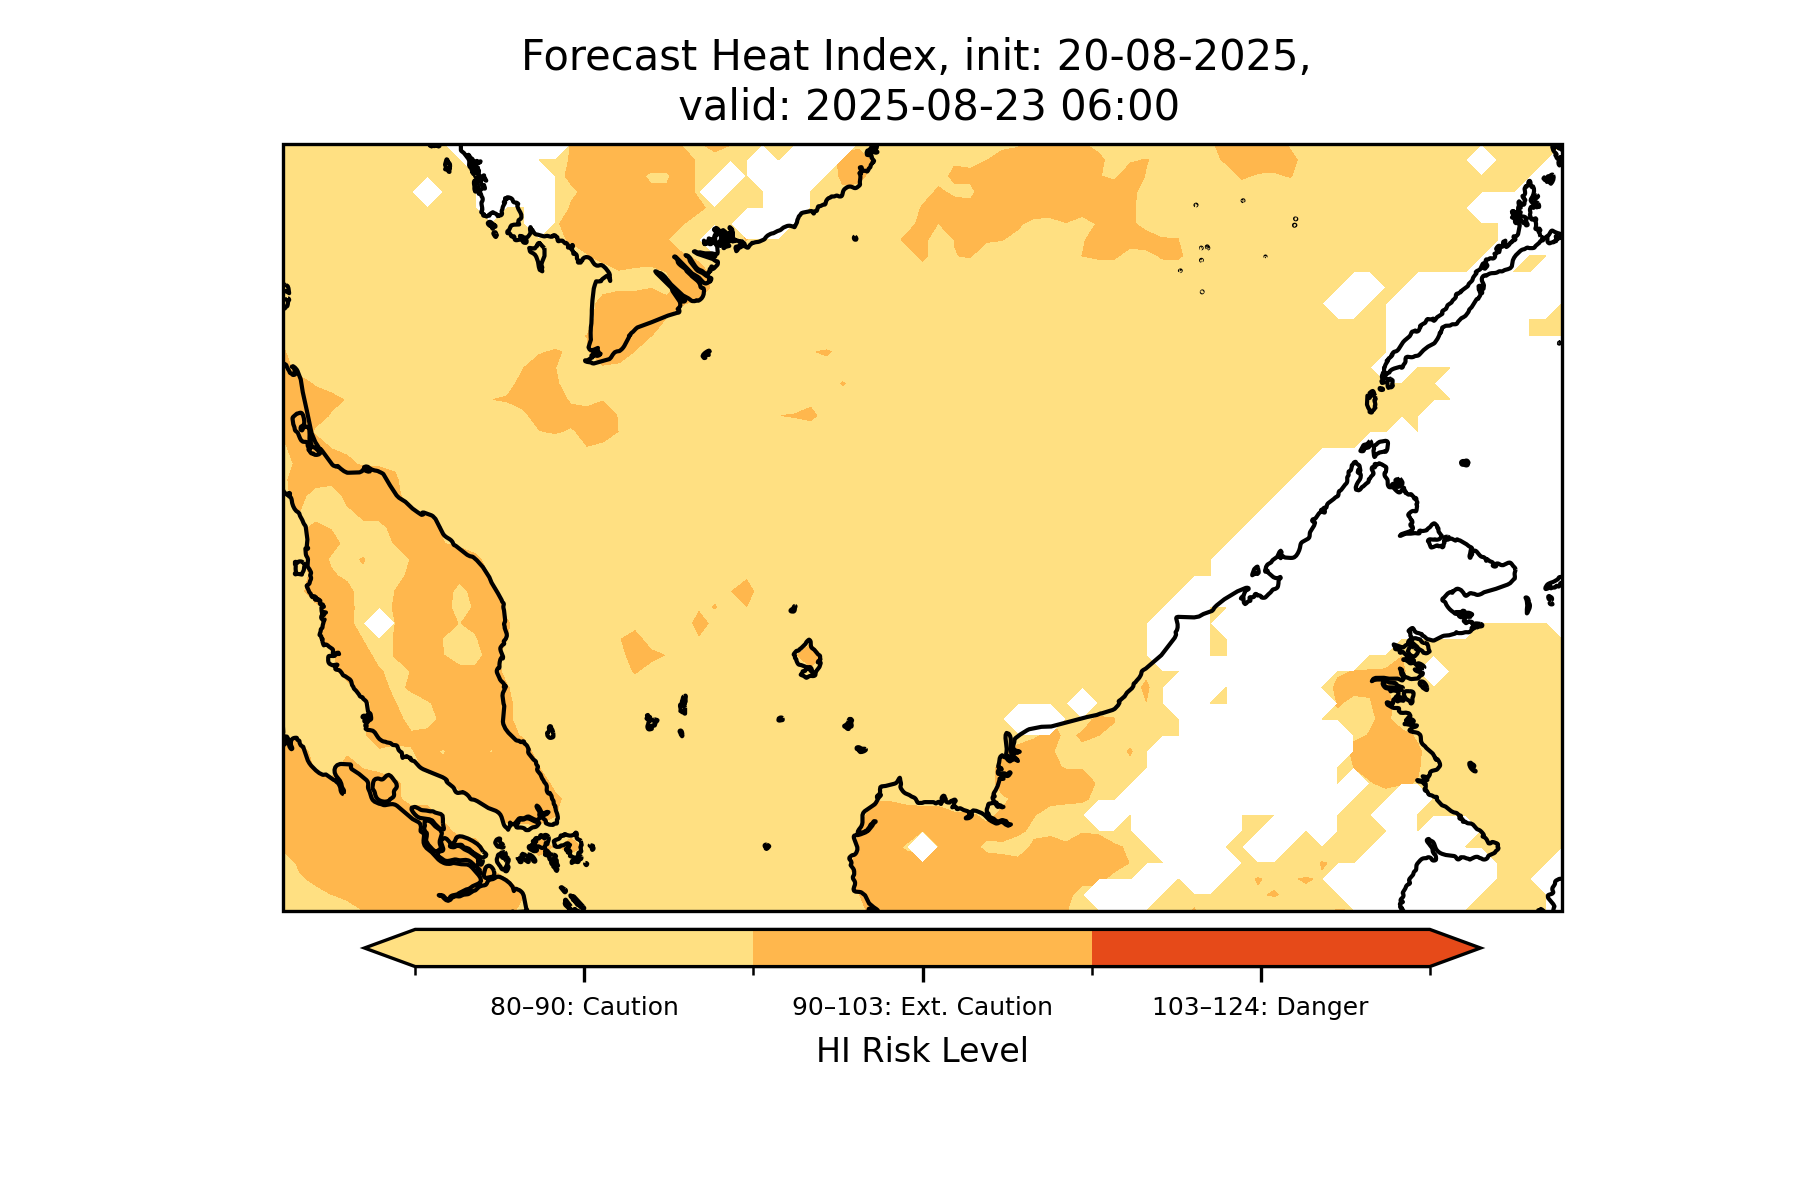 Forecast Heat Index, init: 20-08-2025,
valid: 2025-08-23 06:00
80–90: Caution
90–103: Ext. Caution
103–124: Danger
HI Risk Level